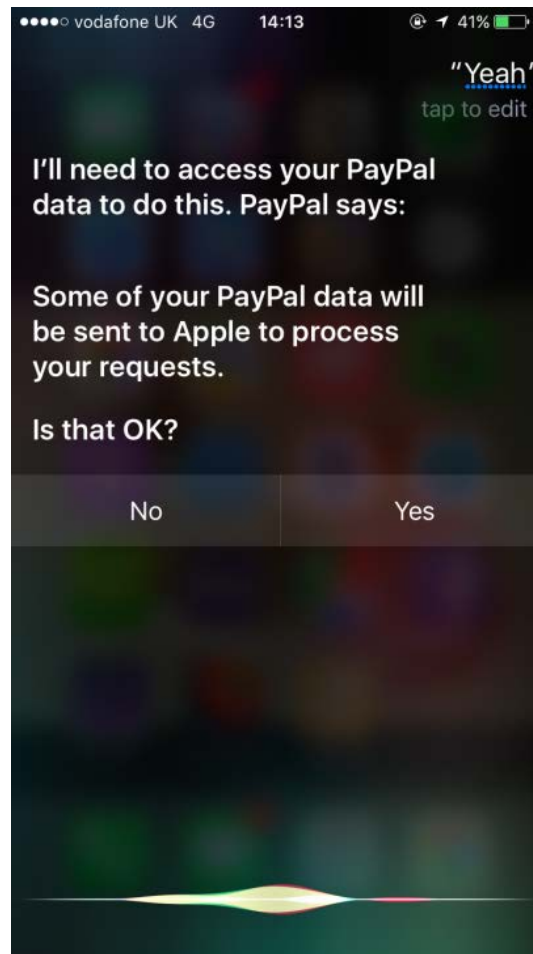 vodafone UK 4G 14:13 41%
“Yeah”
tap to edit
I’ll need to access your PayPal
data to do this. PayPal says:
Some of your PayPal data will
be sent to Apple to process
your requests.
Is that OK?
No Yes